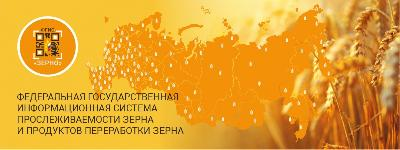 ФГИС
«ЗЕРНО»
ФЕДЕРАЛЬНАЯ ГОСУДАРСТВЕННАЯ
ИНФОРМАЦИОННАЯ СИСТЕМА
ПРОСЛЕЖИВАЕМОСТИ ЗЕРНА
И ПРОДУКТОВ ПЕРЕРАБОТКИ ЗЕРНА